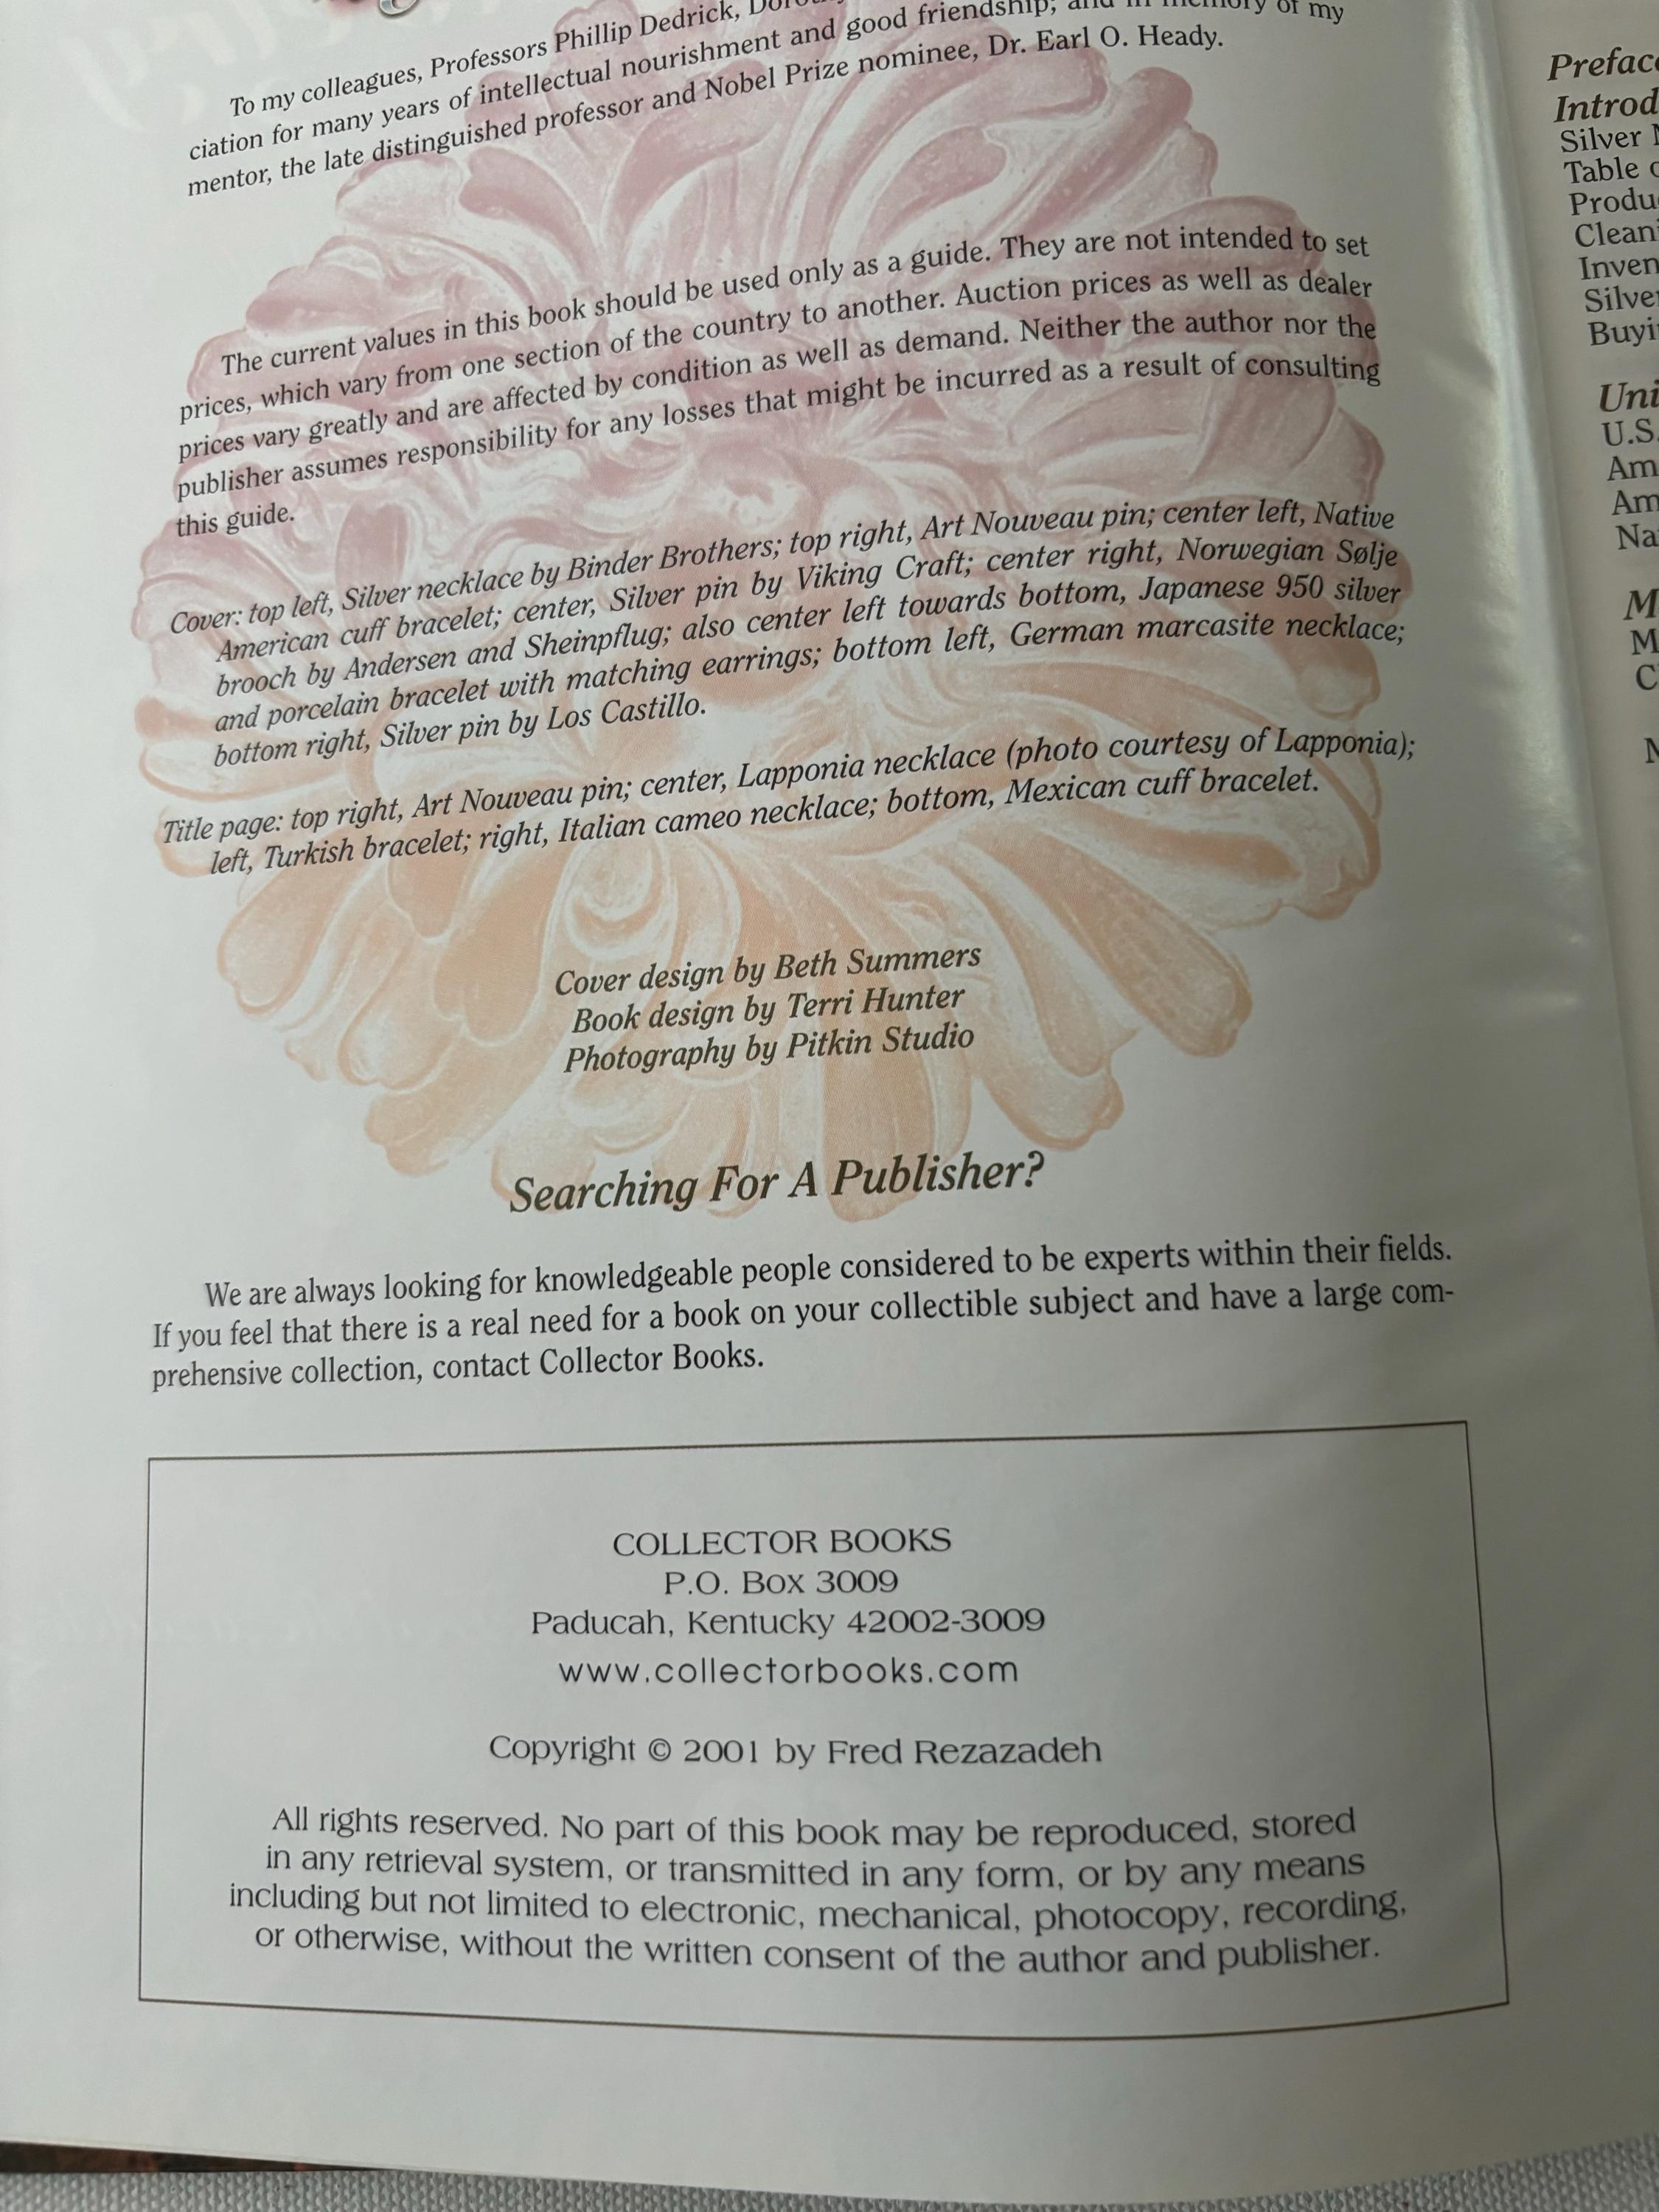 To my colleagues, Professors Phillip Dedrick,
ciation for many years of intellectual nourishment and good friendship; and in memory of my
mentor, the late distinguished professor and Nobel Prize nominee, Dr. Earl O. Heady.
The current values in this book should be used only as a guide. They are not intended to set
prices, which vary from one section of the country to another. Auction prices as well as dealer
prices vary greatly and are affected by condition as well as demand. Neither the author nor the
publisher assumes responsibility for any losses that might be incurred as a result of consulting
this guide.
Cover: top left, Silver necklace by Binder Brothers; top right, Art Nouveau pin; center left, Native
American cuff bracelet; center, Silver pin by Viking Craft; center right, Norwegian Sølje
brooch by Andersen and Sheinpflug; also center left towards bottom, Japanese 950 silver
and porcelain bracelet with matching earrings; bottom left, German marcasite necklace;
bottom right, Silver pin by Los Castillo.
Title page: top right, Art Nouveau pin; center, Lapponia necklace (photo courtesy of Lapponia);
left, Turkish bracelet; right, Italian cameo necklace; bottom, Mexican cuff bracelet.
Cover design by Beth Summers
Book design by Terri Hunter
Photography by Pitkin Studio
Searching For A Publisher?
We are always looking for knowledgeable people considered to be experts within their fields.
If you feel that there is a real need for a book on your collectible subject and have a large com-
prehensive collection, contact Collector Books.
COLLECTOR BOOKS
P.O. Box 3009
Paducah, Kentucky 42002-3009
www.collectorbooks.com
Copyright © 2001 by Fred Rezazadeh
All rights reserved. No part of this book may be reproduced, stored
in any retrieval system, or transmitted in any form, or by any means
including but not limited to electronic, mechanical, photocopy, recording,
or otherwise, without the written consent of the author and publisher.
Silver
Table
U.S.